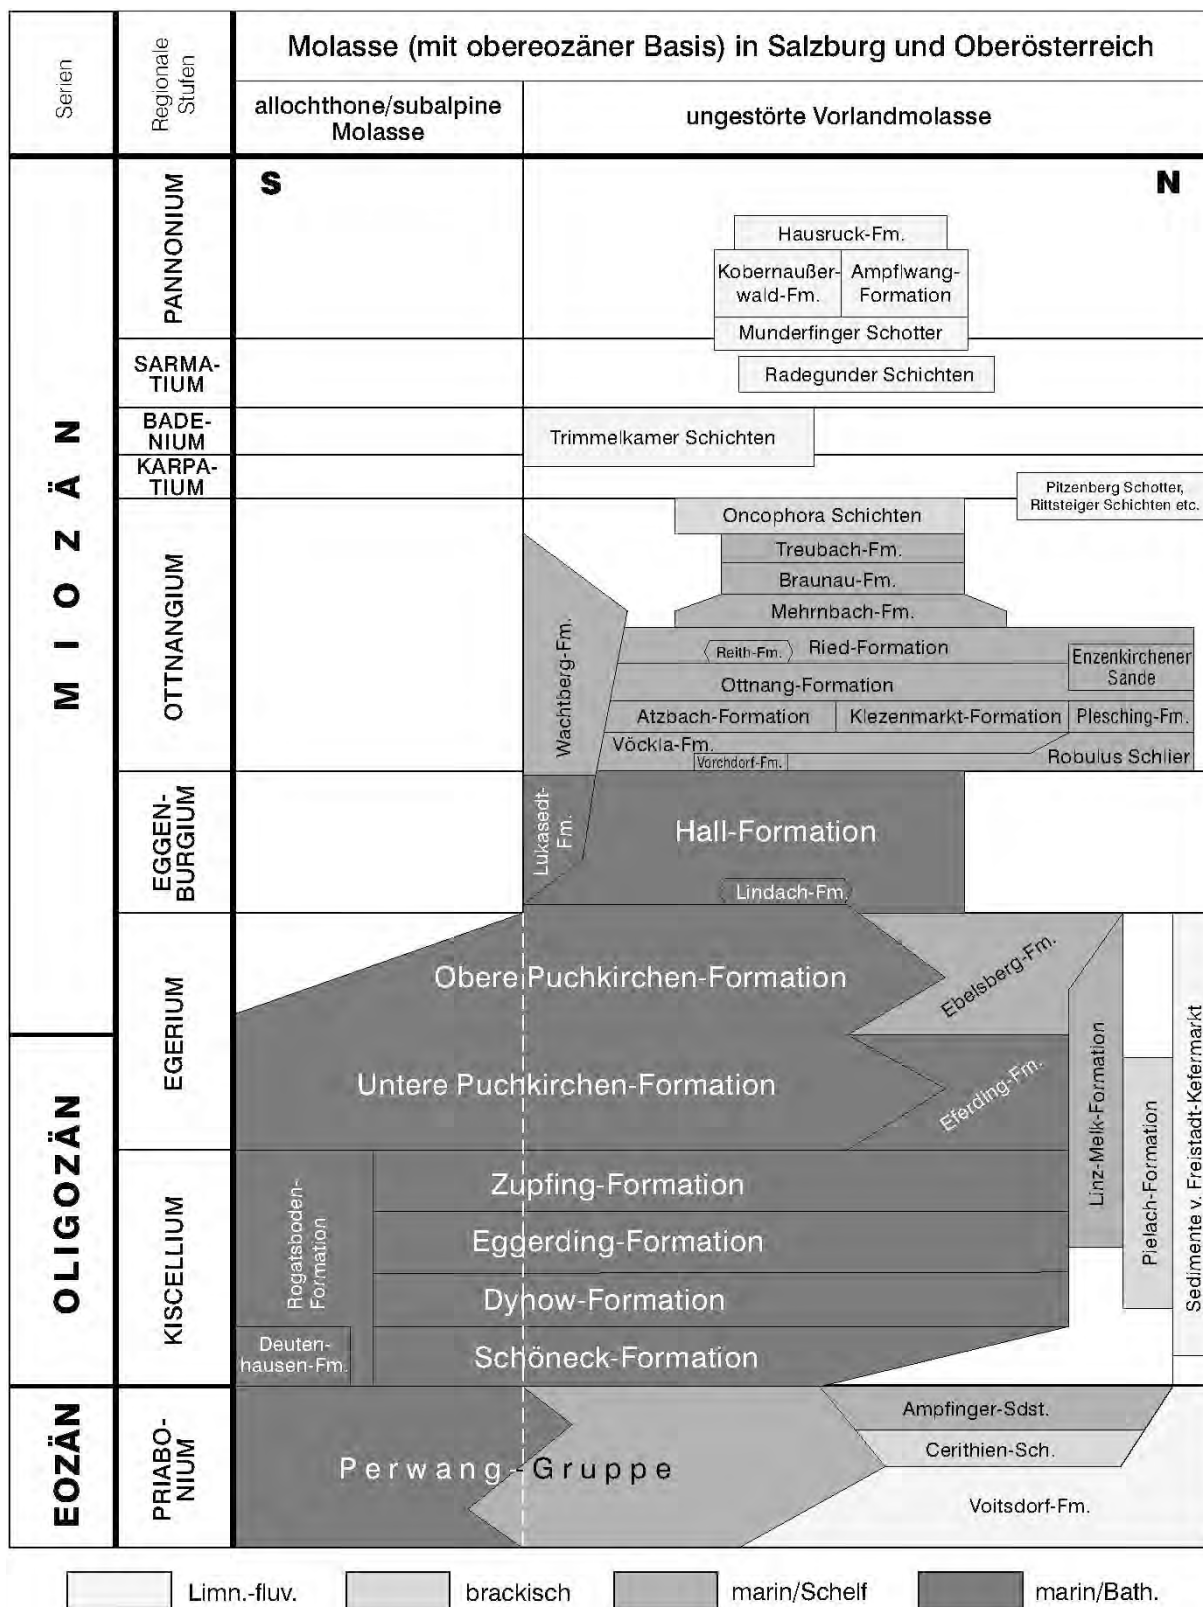 Molasse (mit obereozäner Basis) in Salzburg und Oberösterreich
Serien
Regionale
Stufen
allochthone/subalpine
Molasse
ungestörte Vorlandmolasse
S
N
MIOZÄN
OLIGOZÄN
EOZÄN
PANNONIUM
SARMA-
TIUM
BADE-
NIUM
KARPA-
TIUM
OTTNANGIUM
EGGEN-
BURGIUM
EGERIUM
KISCELLIUM
PRIABO-
NIUM
Hausruck-Fm.
Kobernaußer-
wald-Fm.
Ampflwang-
Formation
Munderfinger Schotter
Radegunder Schichten
Trimmelkamer Schichten
Pitzenberg Schotter,
Rittsteiger Schichten etc.
Oncophora Schichten
Treubach-Fm.
Braunau-Fm.
Mehrnbach-Fm.
Wachtberg-Fm.
Reith-Fm.
Ried-Formation
Enzenkirchener
Sande
Ottnang-Formation
Atzbach-Formation
Klezenmarkt-Formation
Plesching-Fm.
Vöckla-Fm.
Vorchdorf-Fm.
Robulus Schlier
Lukasedt-
Fm.
Hall-Formation
Lindach-Fm.
Obere Puchkirchen-Formation
Ebelsberg-Fm.
Untere Puchkirchen-Formation
Eferding-Fm.
Linz-Melk-Formation
Pielach-Formation
Sedimente v. Freistadt-Kefermarkt
Rogatsboden-
Formation
Zupfing-Formation
Eggerding-Formation
Dynow-Formation
Deuten-
hausen-Fm.
Schöneck-Formation
Ampfinger-Sdst.
Cerithien-Sch.
Perwang-Gruppe
Voitsdorf-Fm.
Limn.-fluv.
brackisch
marin/Schelf
marin/Bath.